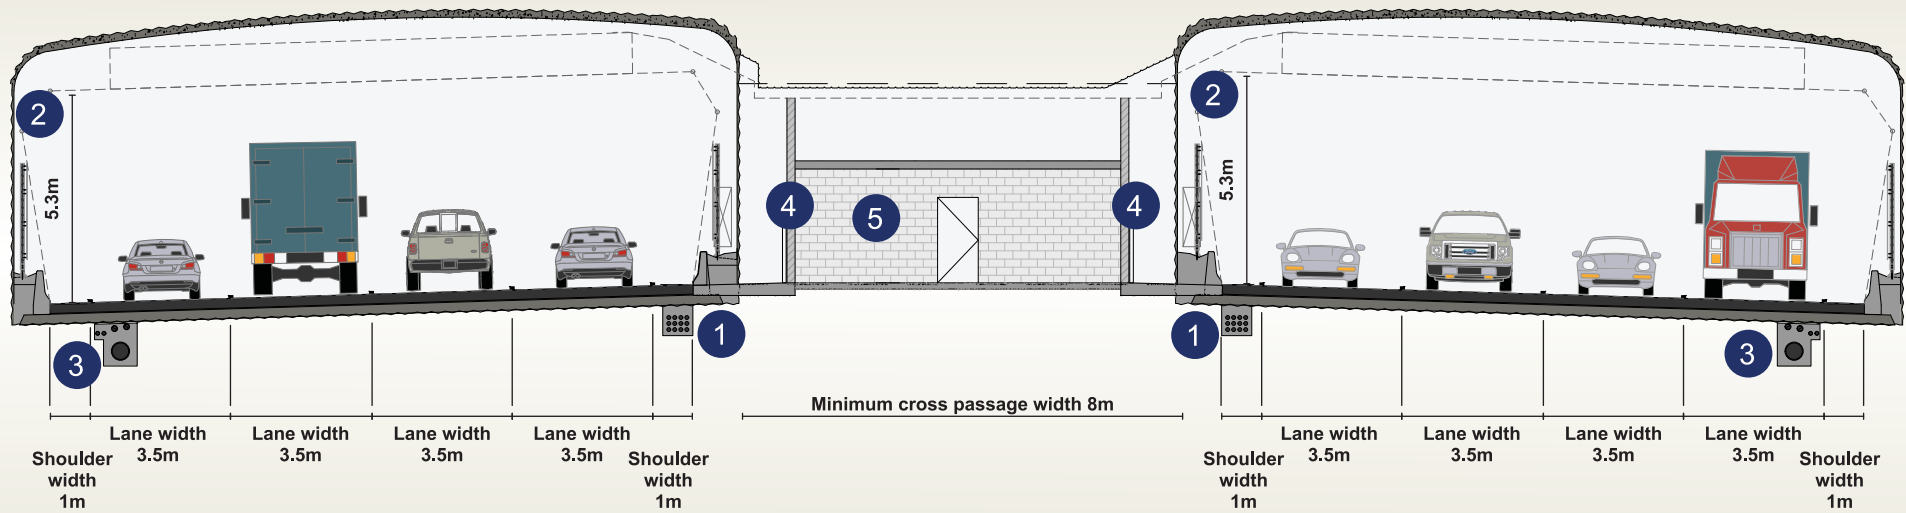 2
2
5.3m
5.3m
4
5
4
1
1
3
3
Minimum cross passage width 8m
Lane width
3.5m
Lane width
3.5m
Lane width
3.5m
Lane width
3.5m
Lane width
3.5m
Lane width
3.5m
Lane width
3.5m
Lane width
3.5m
Shoulder
width
1m
Shoulder
width
1m
Shoulder
width
1m
Shoulder
width
1m